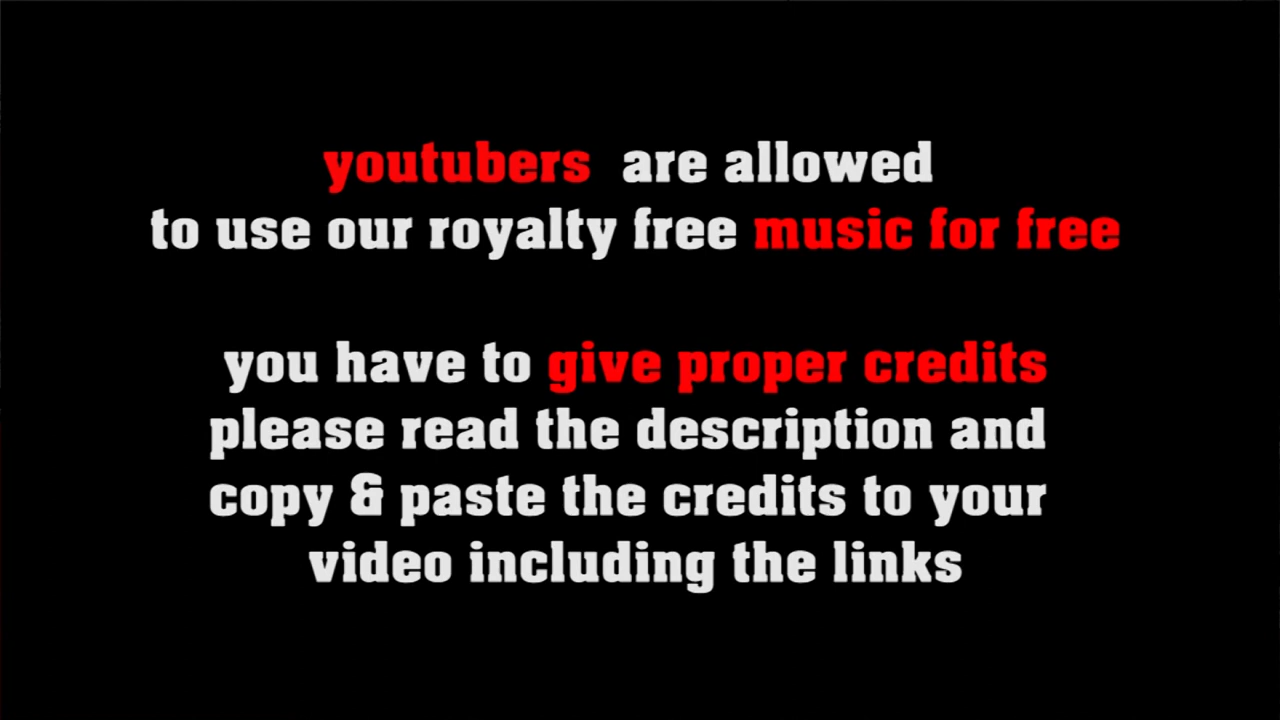 youtubers are allowed
to use our royalty free music for free
you have to give proper credits
please read the description and
copy & paste the credits to your
video including the links